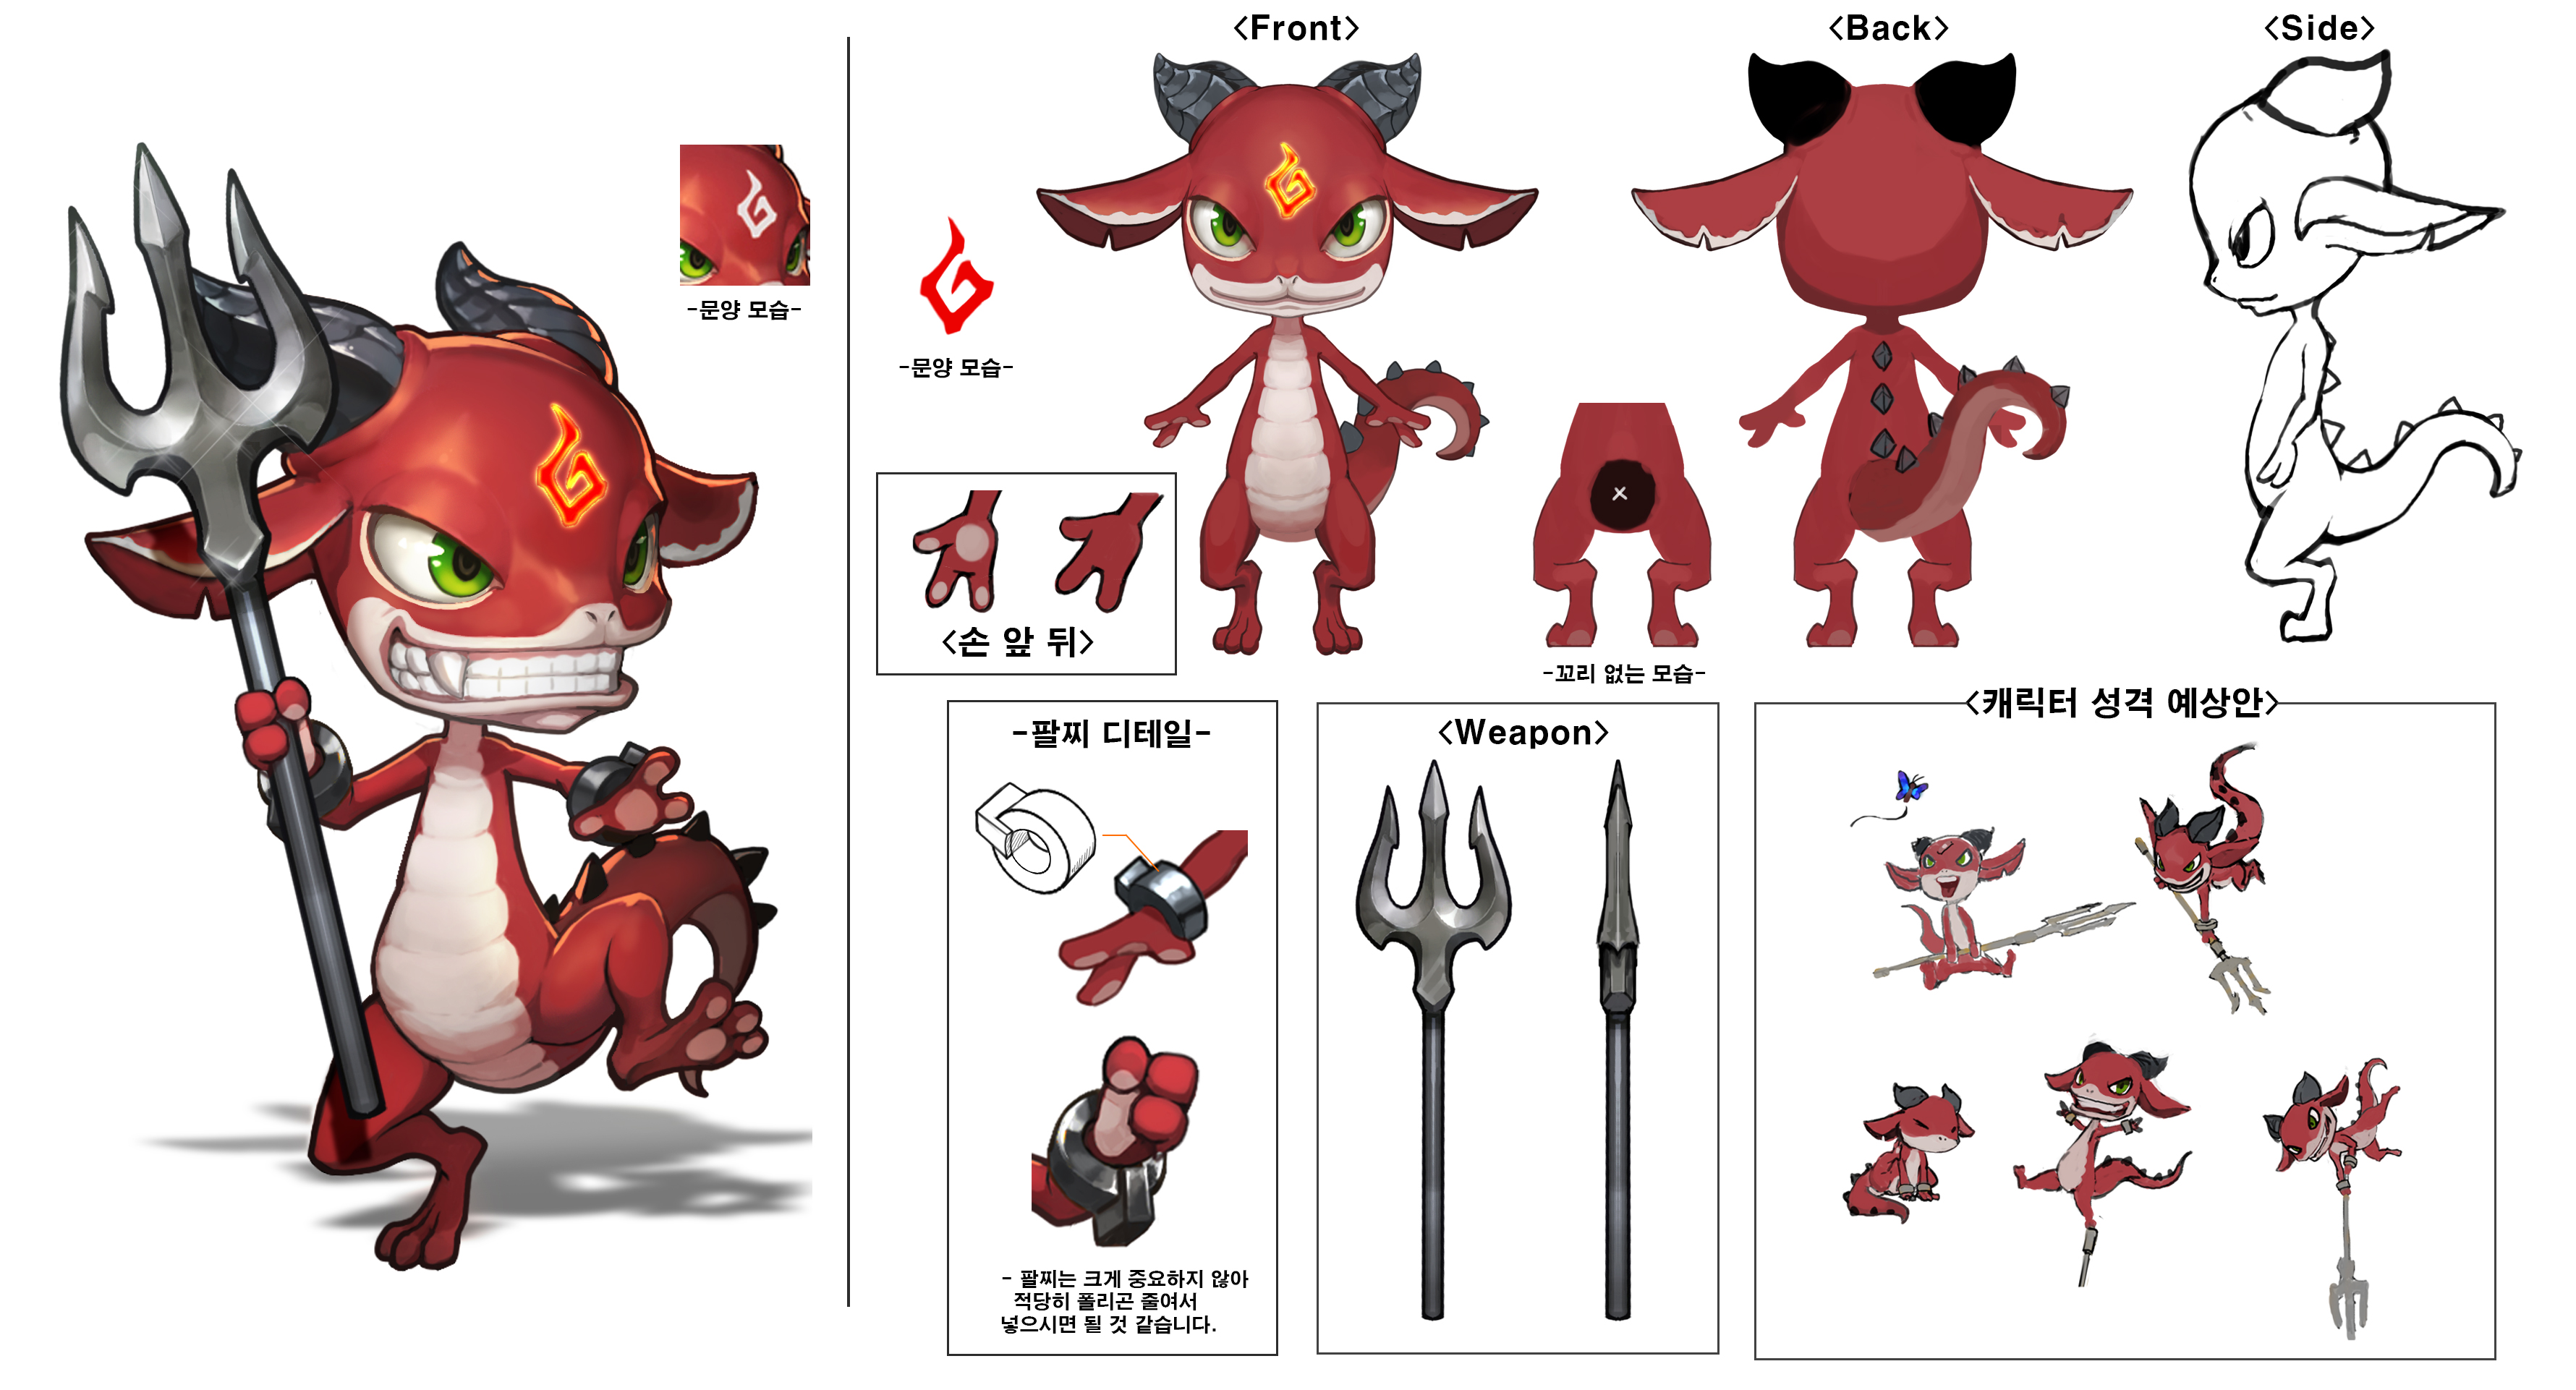 <Front>
<Back>
<Side>
-문양 모습-
-문양 모습-
<손 앞 뒤>
-꼬리 없는 모습-
-팔찌 디테일-
- 팔찌는 크게 중요하지 않아
적당히 폴리곤 줄여서
넣으시면 될 것 같습니다.
<Weapon>
<캐릭터 성격 예상안>